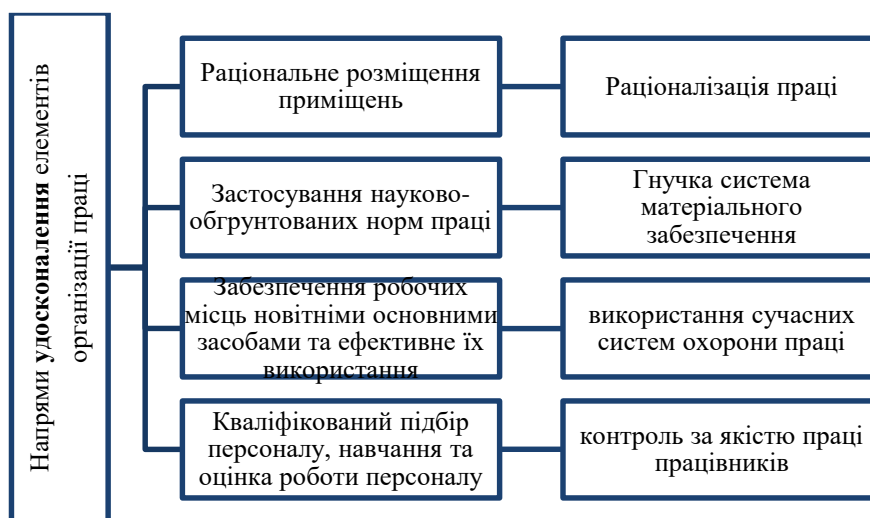 Напрями удосконалення елементів
організації праці
Раціональне розміщення
приміщень
Раціоналізація праці
Застосування науково-
обгрунтованих норм праці
Гнучка система
матеріального
забезпечення
Забезпечення робочих
місць новітніми основними
засобами та ефективне їх
використання
використання сучасних
систем охорони праці
Кваліфікований підбір
персоналу, навчання та
оцінка роботи персоналу
контроль за якістю праці
працівників